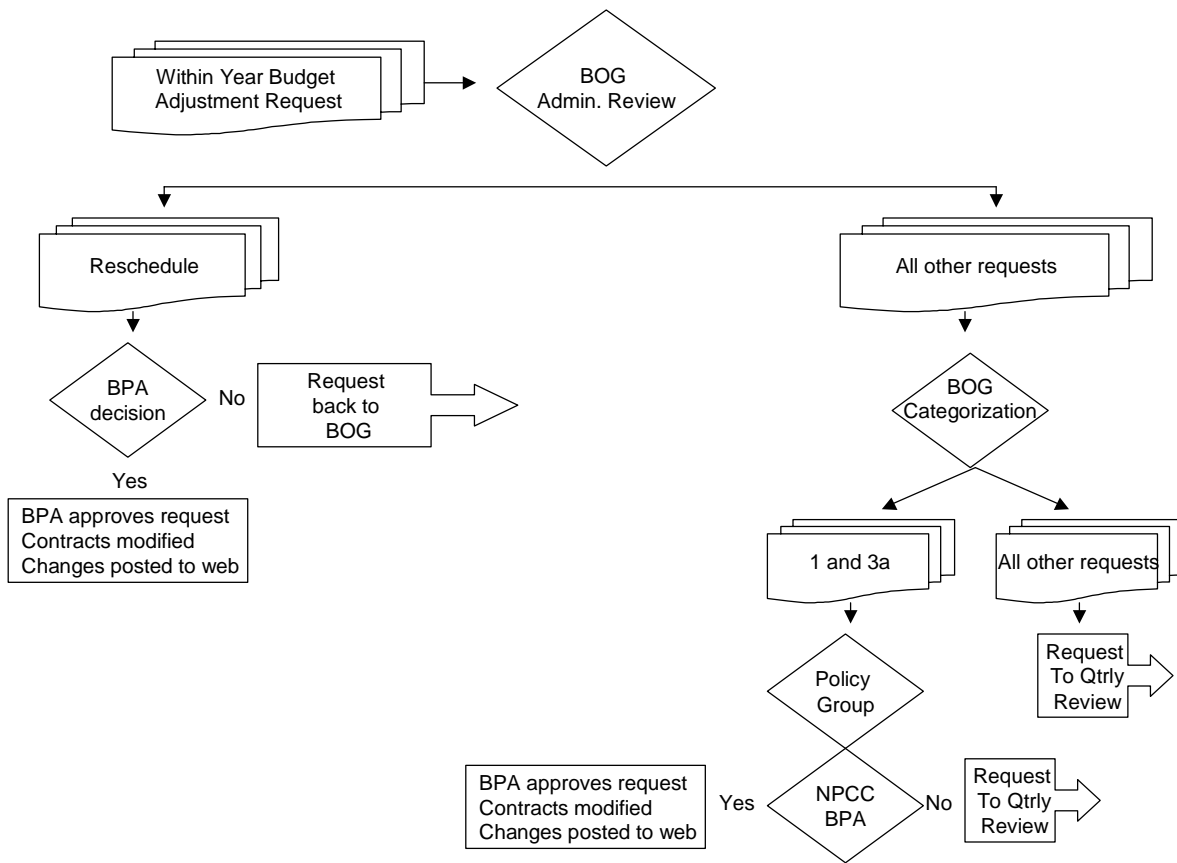 Within Year Budget
Adjustment Request
BOG
Admin. Review
Reschedule
All other requests
BPA
decision
No
Request
back to
BOG
BOG
Categorization
Yes
BPA approves request
Contracts modified
Changes posted to web
1 and 3a
All other requests
Policy
Group
Request
To Qtrly
Review
BPA approves request
Contracts modified
Changes posted to web
Yes
NPCC
BPA
No
Request
To Qtrly
Review